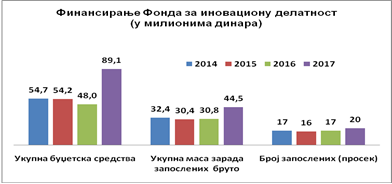 Финансирање Фонда за иновациону делатност
(у милионима динара)
89,1
54,7 54,2 48,0
2014 2015 2016 2017
32,4 30,4 30,8 44,5
17 16 17 20
Укупна буџетска средства Укупна маса зарада Број запослених (просек)
запослених бруто